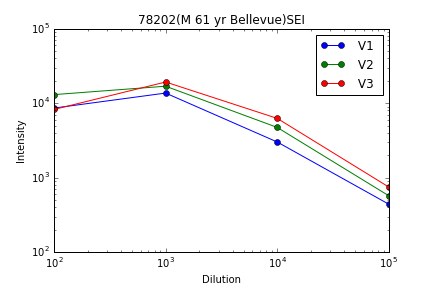 78202(M 61 yr Bellevue)SEI
10^5
10^4
10^3
10^2
Intensity
V1
V2
V3
10^2 10^3 10^4 10^5
Dilution